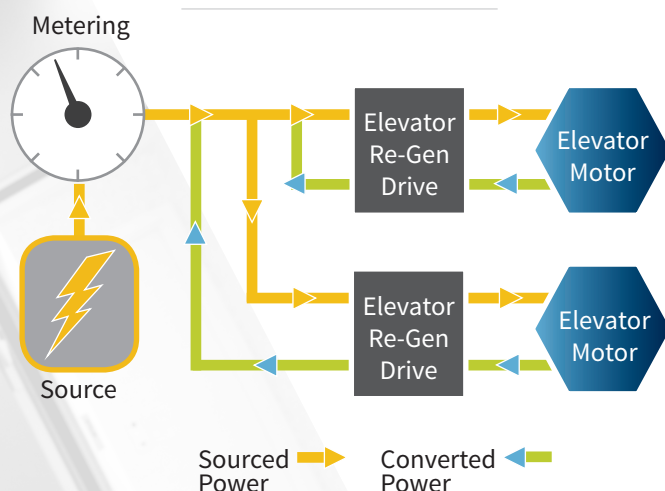 Metering
Elevator
Re-Gen
Drive
Elevator
Motor
Source
Elevator
Re-Gen
Drive
Elevator
Motor
Sourced
Power
Converted
Power